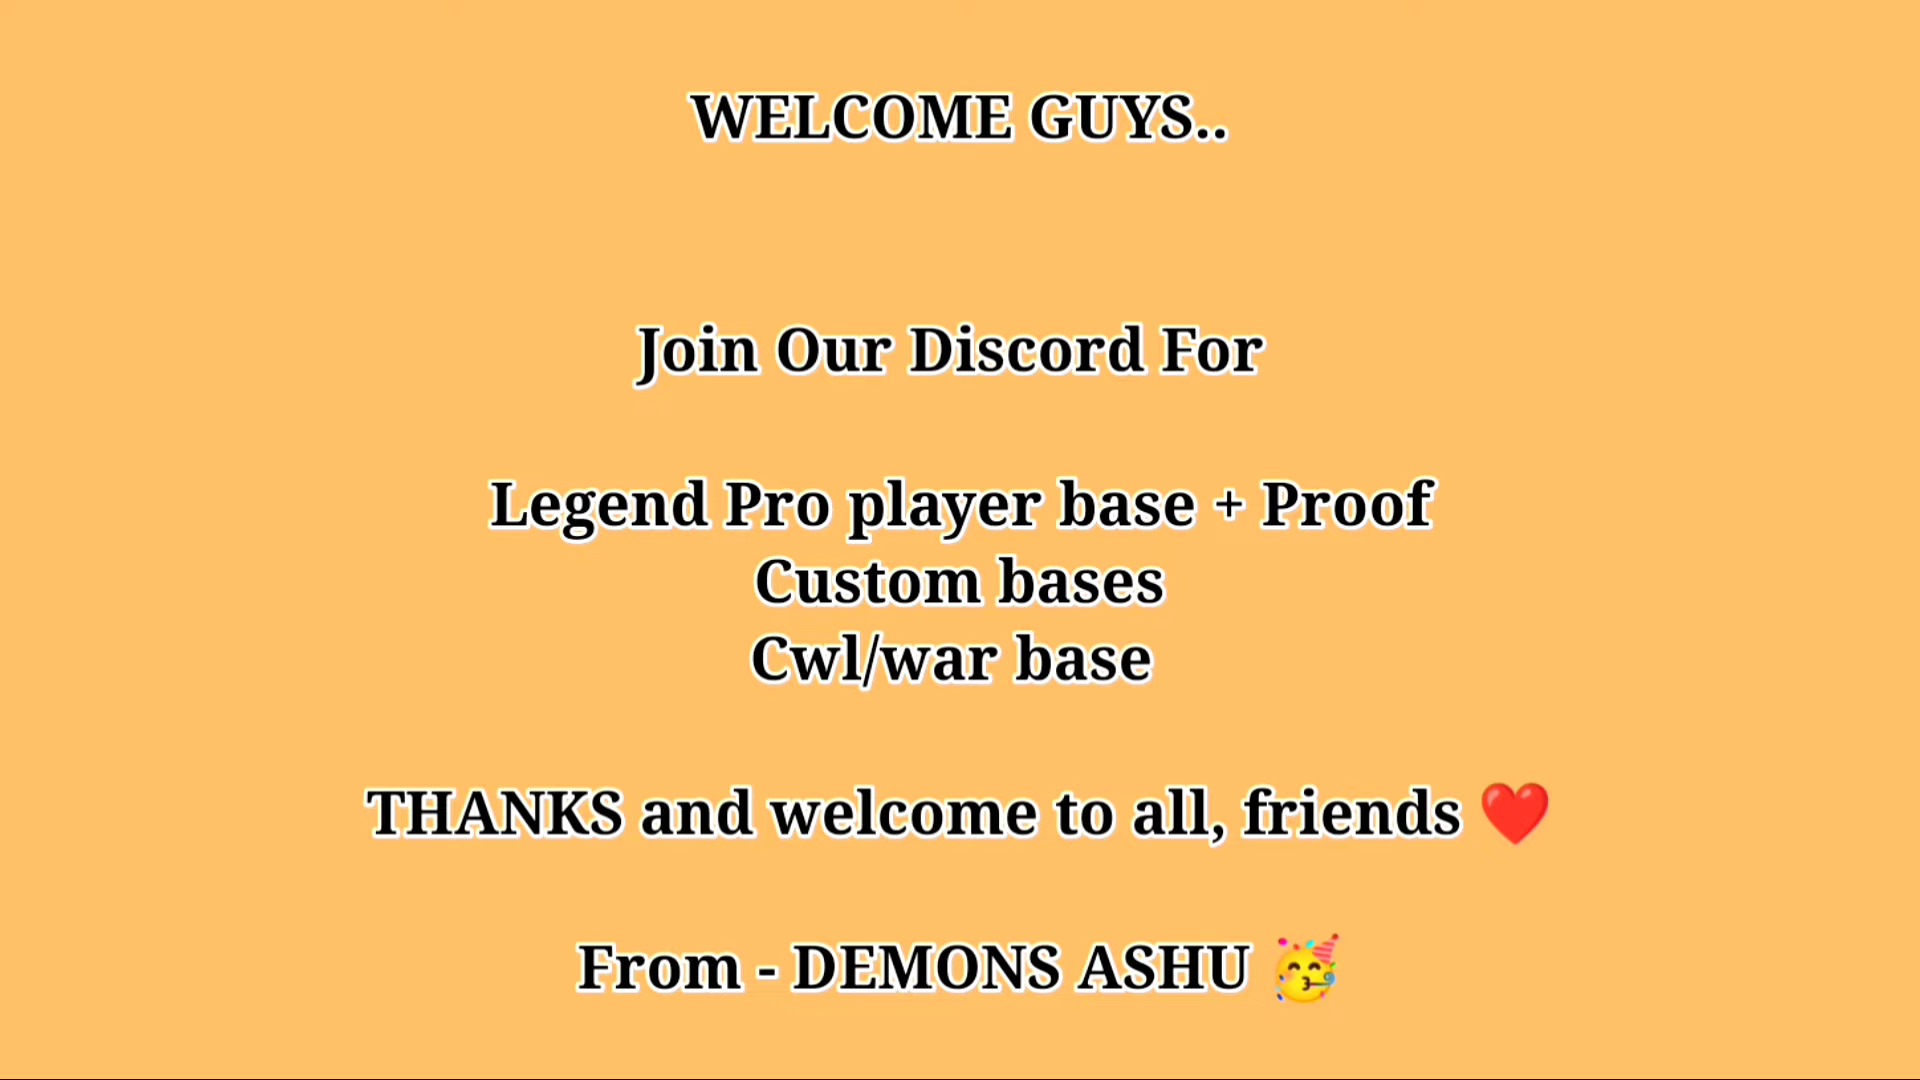 WELCOME GUYS..
Join Our Discord For
Legend Pro player base + Proof
Custom bases
Cwl/war base
THANKS and welcome to all, friends ❤️
From - DEMONS ASHU 🥳